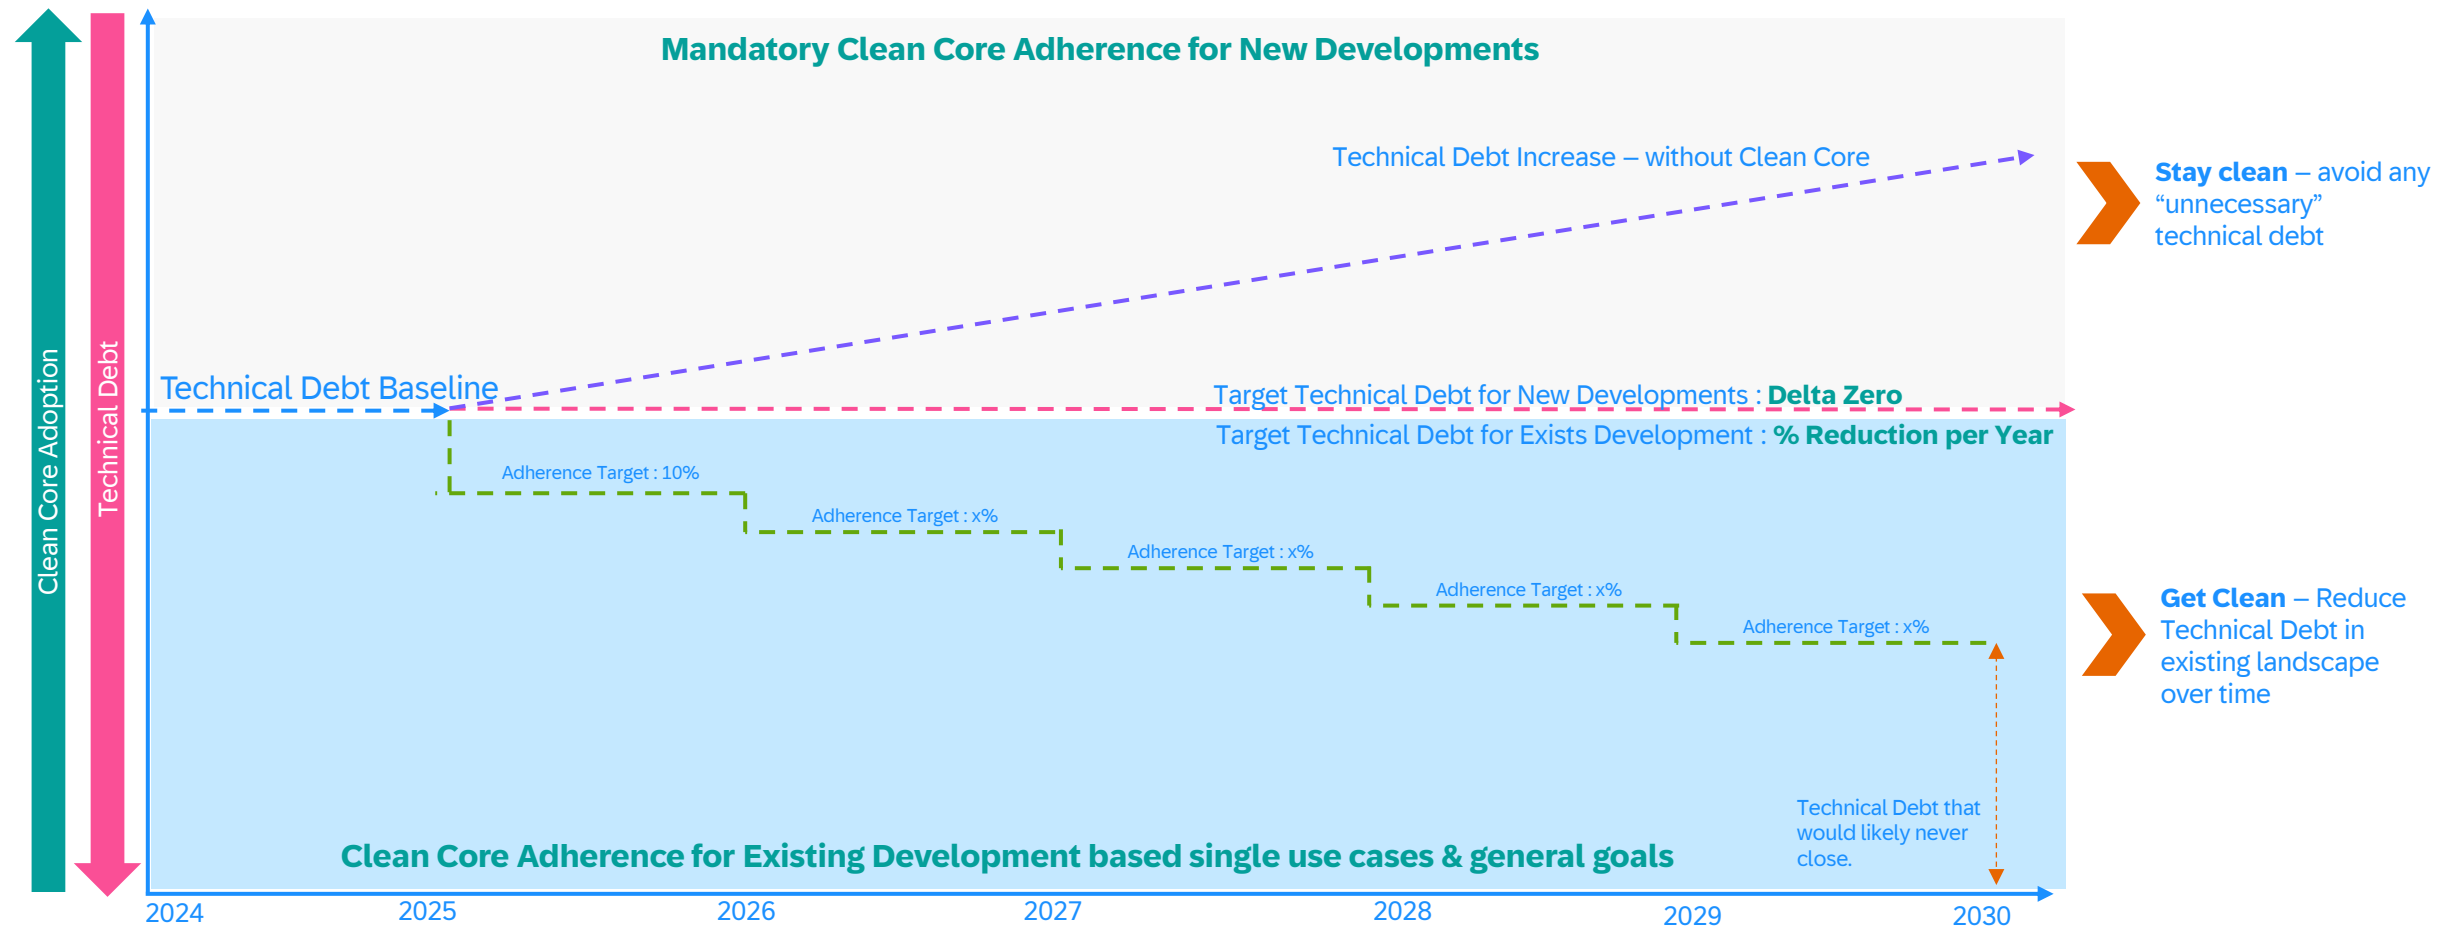 Mandatory Clean Core Adherence for New Developments
Technical Debt Increase – without Clean Core
Stay clean – avoid any
“unnecessary”
technical debt
Clean Core Adoption
Technical Debt
Technical Debt Baseline
Target Technical Debt for New Developments : Delta Zero
Target Technical Debt for Exists Development : % Reduction per Year
Adherence Target : 10%
Adherence Target : x%
Adherence Target : x%
Adherence Target : x%
Adherence Target : x%
Get Clean – Reduce
Technical Debt in
existing landscape
over time
Technical Debt that
would likely never
close.
Clean Core Adherence for Existing Development based single use cases & general goals
2024
2025
2026
2027
2028
2029
2030